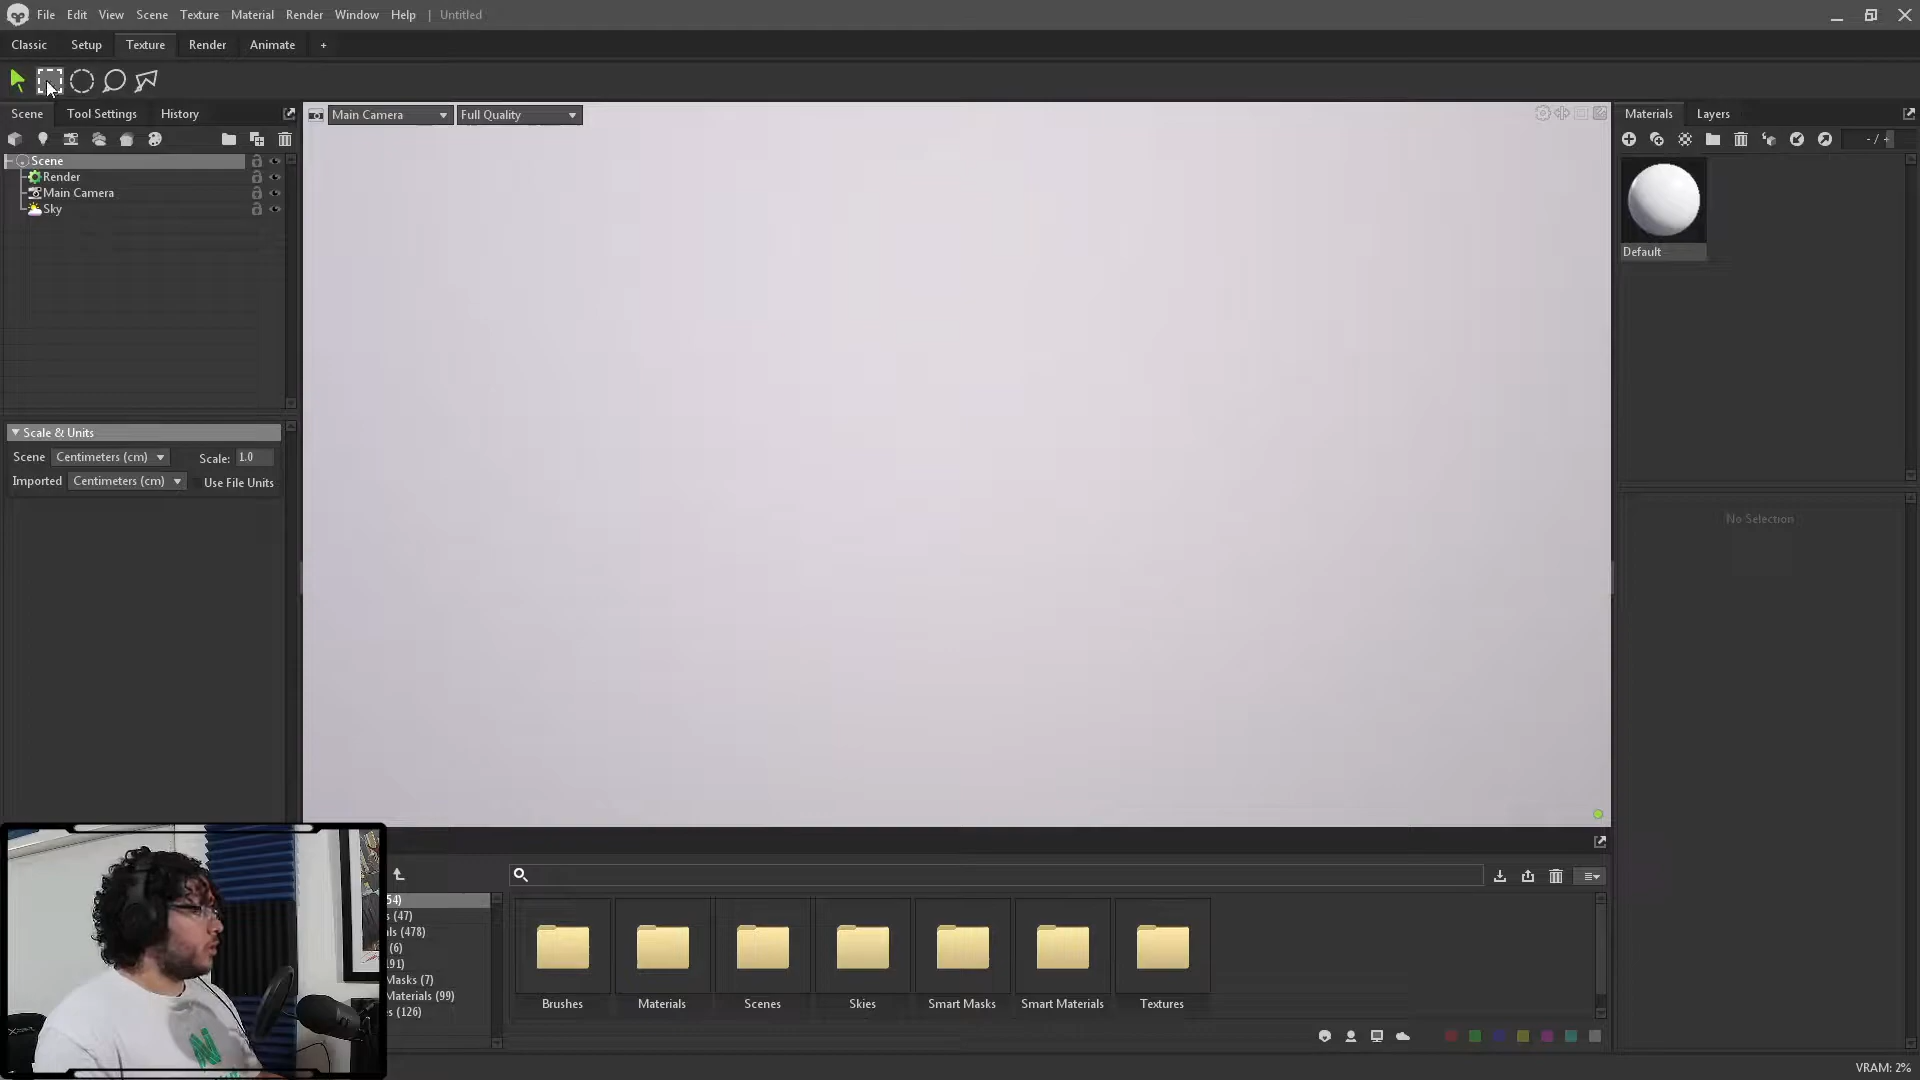 File Edit View Scene Texture Material Render Window Help | Untitled
Classic Setup Texture Render Animate +
Scene Tool Settings History
Main Camera Full Quality
Materials Layers
- / -
Scene
Render
Main Camera
Sky
Default
Scale & Units
Scene Centimeters (cm) Scale: 1.0
Imported Centimeters (cm) Use File Units
No Selection
54)
s (47)
als (478)
(6)
191)
Masks (7)
Materials (99)
s (126)
Brushes Materials Scenes Skies Smart Masks Smart Materials Textures
N
VRAM: 2%